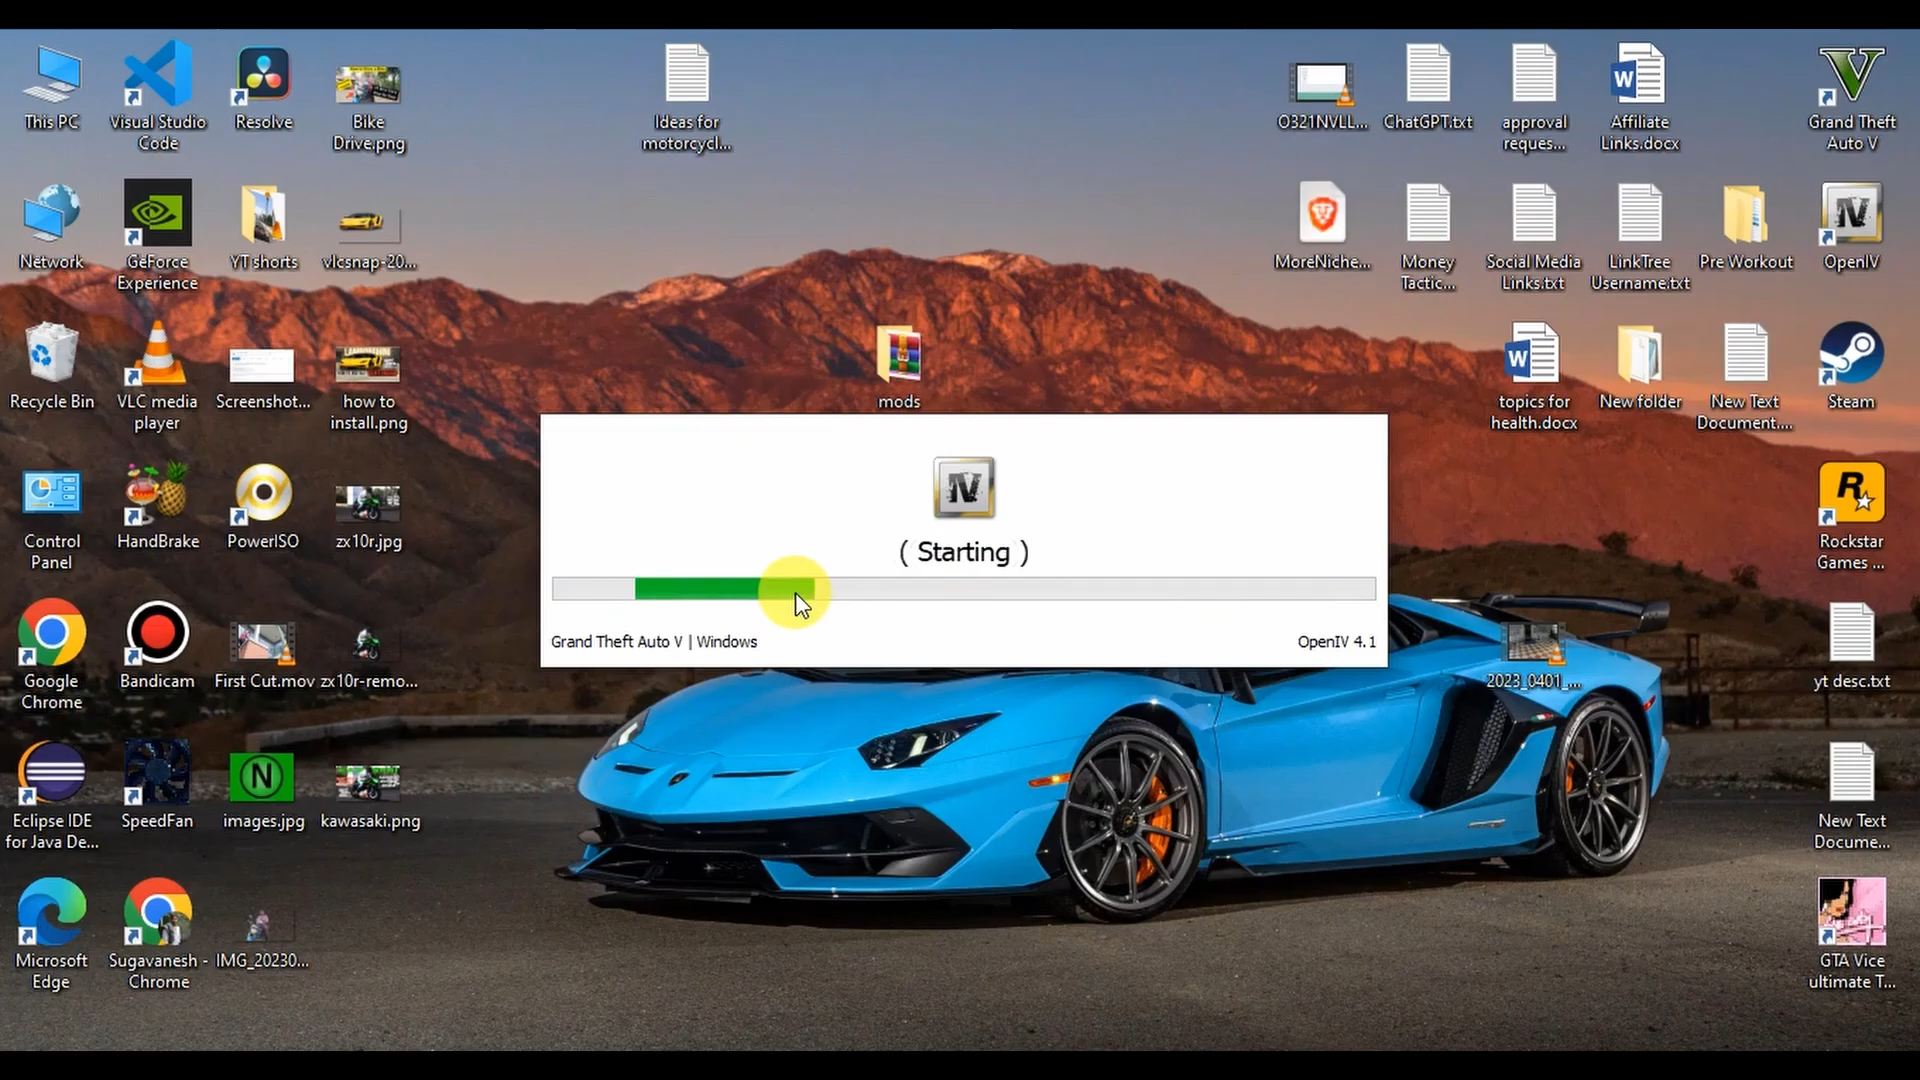 This PC
Visual Studio
Code
Resolve
Bike
Drive.png
Ideas for
motorcycl...
O321NVLL...
ChatGPT.txt
approval
reques...
Affiliate
Links.docx
Grand Theft
Auto V
Network
GeForce
Experience
YT shorts
vlcsnap-20...
MoreNiche...
Money
Tactic...
Social Media
Links.txt
LinkTree
Username.txt
Pre Workout
OpenIV
Recycle Bin
VLC media
player
Screenshot...
how to
install.png
mods
topics for
health.docx
New folder
New Text
Document....
Steam
Control
Panel
HandBrake
PowerISO
zx10r.jpg
( Starting )
Grand Theft Auto V | Windows
OpenIV 4.1
Rockstar
Games ...
Google
Chrome
Bandicam
First Cut.mov
zx10r-remo...
2023_0401_...
yt desc.txt
Eclipse IDE
for Java De...
SpeedFan
images.jpg
kawasaki.png
New Text
Docume...
Microsoft
Edge
Sugavanesh -
Chrome
IMG_20230...
GTA Vice
ultimate T...